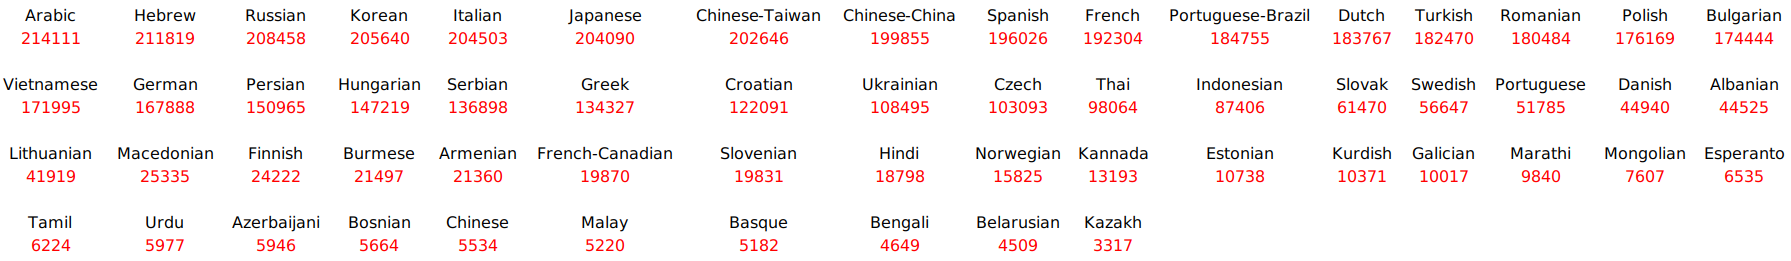 Arabic Hebrew Russian Korean Italian Japanese Chinese-Taiwan Chinese-China Spanish French Portuguese-Brazil Dutch Turkish Romanian Polish Bulgarian
214111 211819 208458 205640 204503 204090 202646 199855 196026 192304 184755 183767 182470 180484 176169 174444
Vietnamese German Persian Hungarian Serbian Greek Croatian Ukrainian Czech Thai Indonesian Slovak Swedish Portuguese Danish Albanian
171995 167888 150965 147219 136898 134327 122091 108495 103093 98064 87406 61470 56647 51785 44940 44525
Lithuanian Macedonian Finnish Burmese Armenian French-Canadian Slovenian Hindi Norwegian Kannada Estonian Kurdish Galician Marathi Mongolian Esperanto
41919 25335 24222 21497 21360 19870 19831 18798 15825 13193 10738 10371 10017 9840 7607 6535
Tamil Urdu Azerbaijani Bosnian Chinese Malay Basque Bengali Belarusian Kazakh
6224 5977 5946 5664 5534 5220 5182 4649 4509 3317